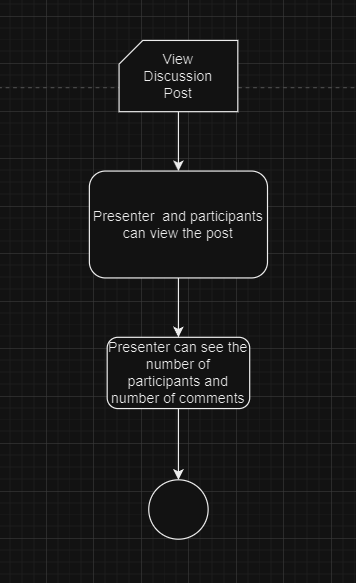 View
Discussion
Post
Presenter  and participants
can view the post
Presenter can see the
number of
participants and
number of comments